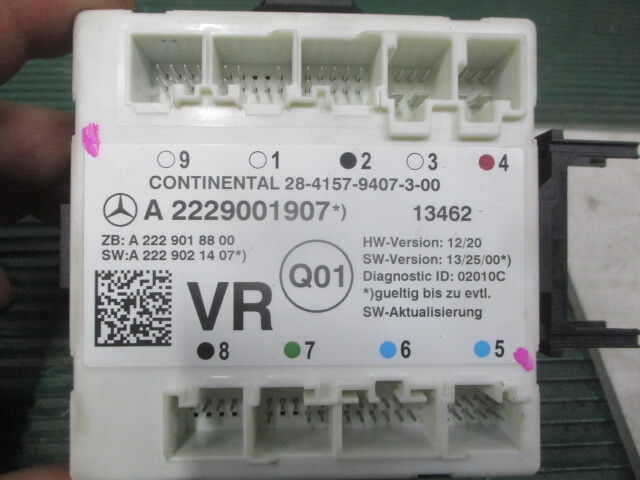 9 1 2 3 4
CONTINENTAL 28-4157-9407-3-00
A 2229001907*) 13462
ZB: A 222 901 88 00
SW:A 222 902 14 07*)
HW-Version: 12/20
SW-Version: 13/25/00*)
Diagnostic ID: 02010C
*)gueltig bis zu evtl.
SW-Aktualisierung
Q01
VR
8 7 6 5